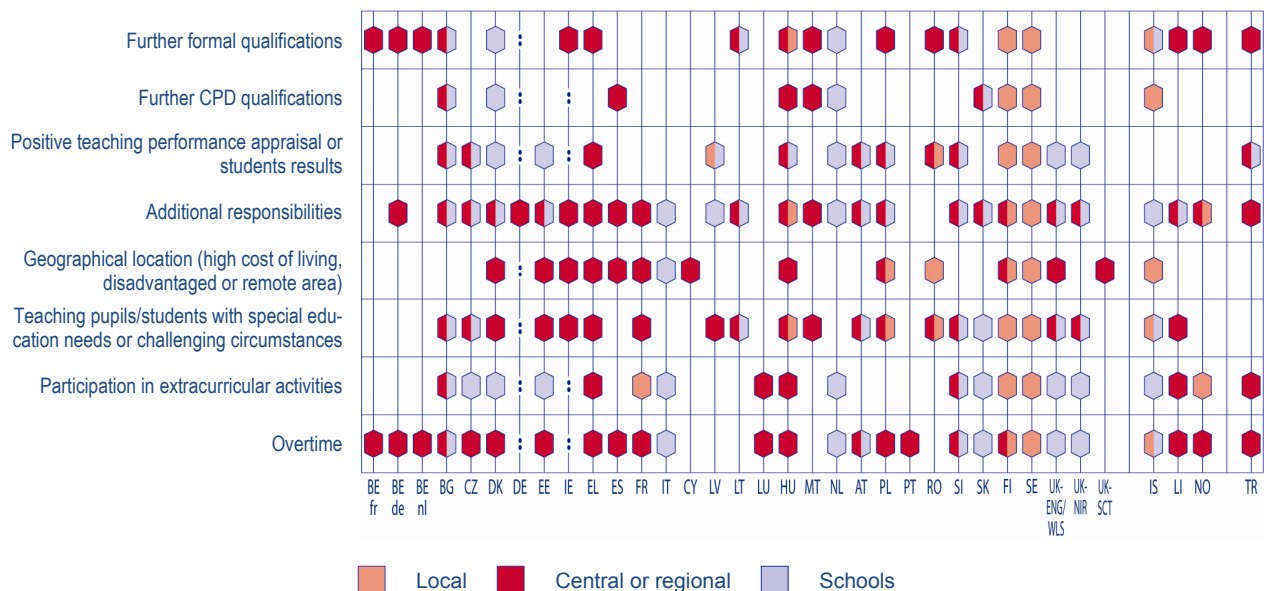 Further formal qualifications
Further CPD qualifications
Positive teaching performance appraisal or
students results
Additional responsibilities
Geographical location (high cost of living,
disadvantaged or remote area)
Teaching pupils/students with special edu-
cation needs or challenging circumstances
Participation in extracurricular activities
Overtime
BE fr BE de BE nl BG CZ DK DE EE IE EL ES FR IT CY LV LT LU HU MT NL AT PL PT RO SI SK FI SE UK-ENG/WLS UK-NIR UK-SCT IS LI NO TR
Local Central or regional Schools